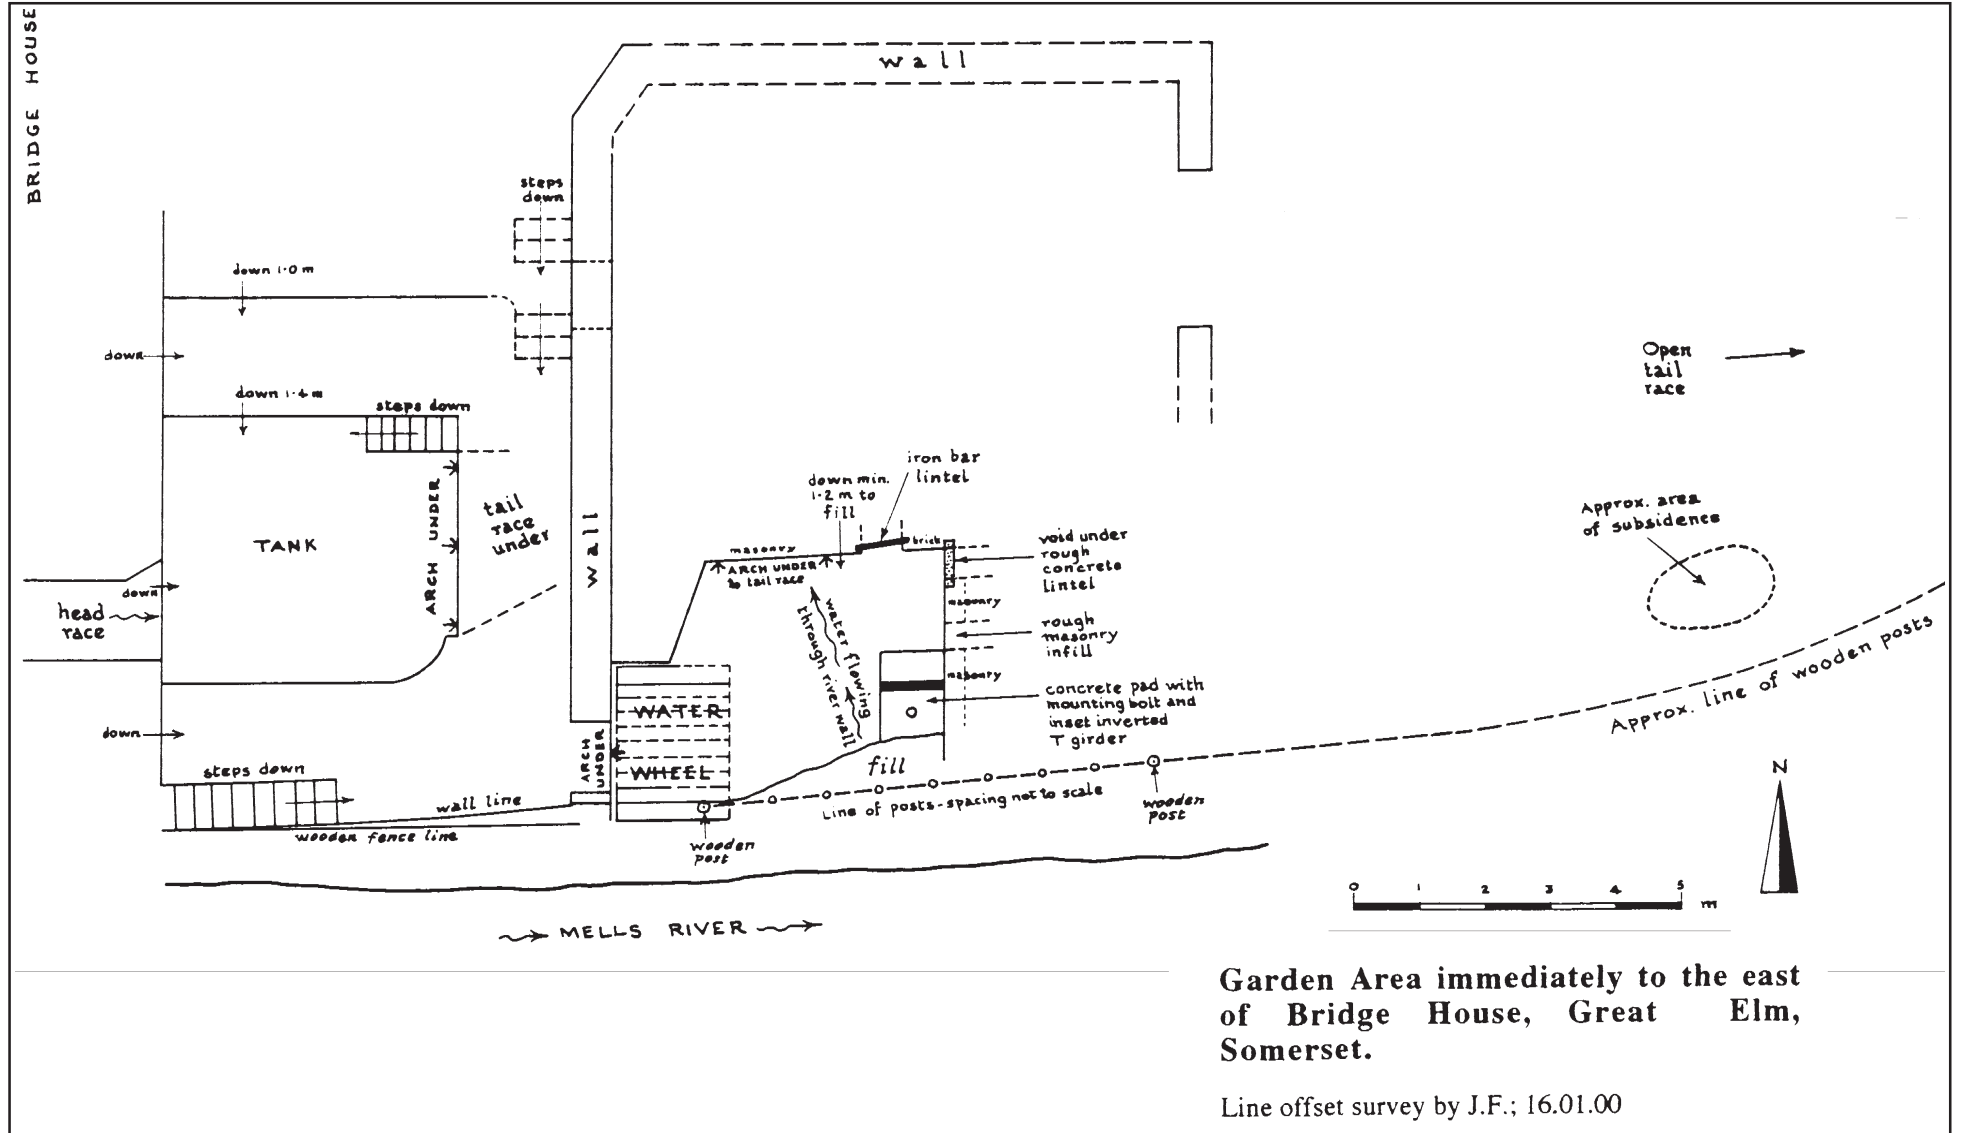 BRIDGE HOUSE
wall
steps
down
down 1.0 m
down
down 1.4 m
steps down
Open
tail
race
iron bar
lintel
down min.
1.2 m to
fill
ARCH UNDER
tail
race
under
wall
TANK
Approx. area
of subsidence
masonry
brick
ARCH UNDER
to tail race
void under
rough
concrete
lintel
masonry
down
head
race
water flowing
through river wall
rough
masonry
infill
masonry
concrete pad with
mounting bolt and
inset inverted
T girder
WATER
WHEEL
ARCH
UNDER
down
fill
Approx. line of wooden posts
steps down
wall line
wooden fence line
Line of posts-spacing not to scale
wooden
post
wooden
post
N
0 1 2 3 4 5
m
MELLS RIVER
Garden Area immediately to the east
of Bridge House, Great Elm,
Somerset.
Line offset survey by J.F.; 16.01.00